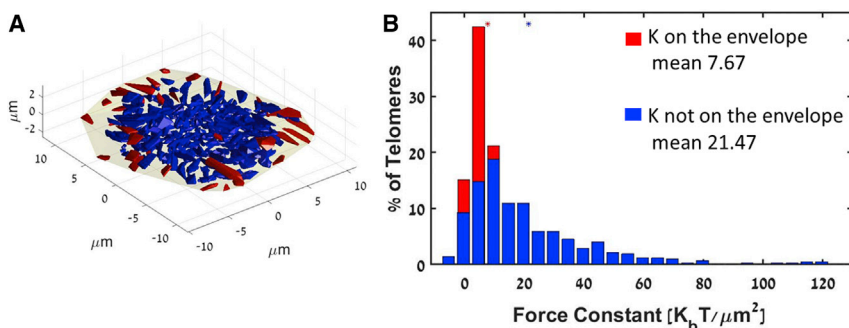 A
μm
2
0
-2
10
5
0
-5
-10
μm
-10
-5
0
5
10
μm
B
% of Telomeres
40
30
20
10
0
* *
K on the envelope
mean 7.67
K not on the envelope
mean 21.47
0 20 40 60 80 100 120
Force Constant [K_bT/μm²]